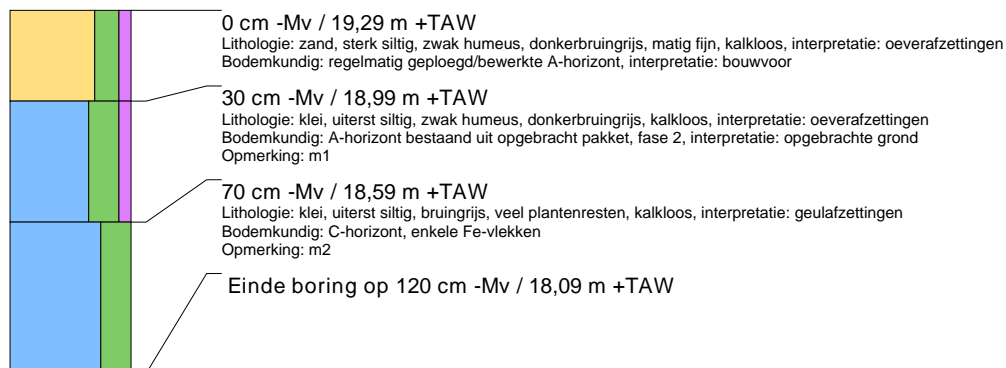 0 cm -Mv / 19,29 m +TAW
Lithologie: zand, sterk siltig, zwak humeus, donkerbruingrijs, matig fijn, kalkloos, interpretatie: oeverafzettingen
Bodemkundig: regelmatig geploegd/bewerkte A-horizont, interpretatie: bouwvoor
30 cm -Mv / 18,99 m +TAW
Lithologie: klei, uiterst siltig, zwak humeus, donkerbruingrijs, kalkloos, interpretatie: oeverafzettingen
Bodemkundig: A-horizont bestaand uit opgebracht pakket, fase 2, interpretatie: opgebrachte grond
Opmerking: m1
70 cm -Mv / 18,59 m +TAW
Lithologie: klei, uiterst siltig, bruingrijs, veel plantenresten, kalkloos, interpretatie: geulafzettingen
Bodemkundig: C-horizont, enkele Fe-vlekken
Opmerking: m2
Einde boring op 120 cm -Mv / 18,09 m +TAW